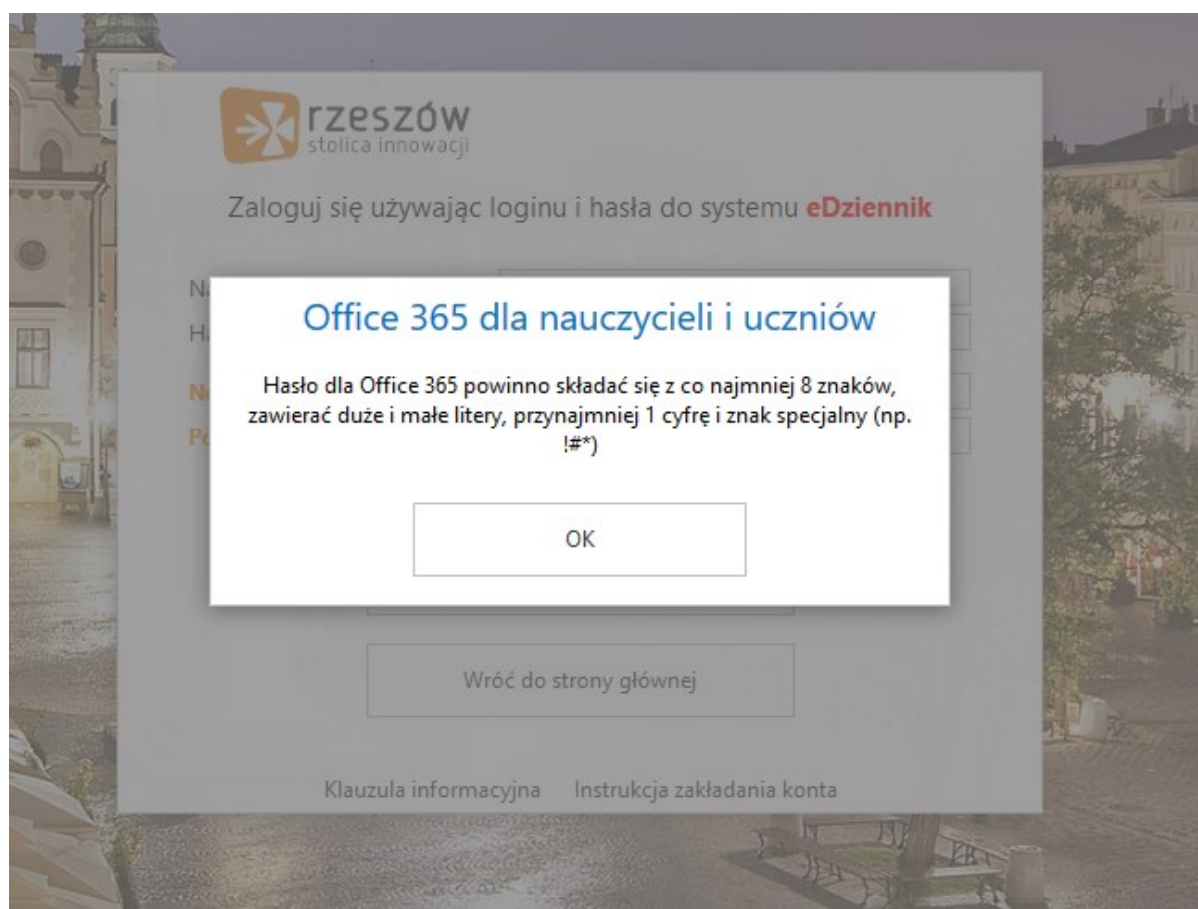 rzeszów
stolica innowacji
Zaloguj się używając loginu i hasła do systemu eDziennik
Office 365 dla nauczycieli i uczniów
Hasło dla Office 365 powinno składać się z co najmniej 8 znaków,
zawierać duże i małe litery, przynajmniej 1 cyfrę i znak specjalny (np.
!#*)
OK
Wróć do strony głównej
Klauzula informacyjna Instrukcja zakładania konta